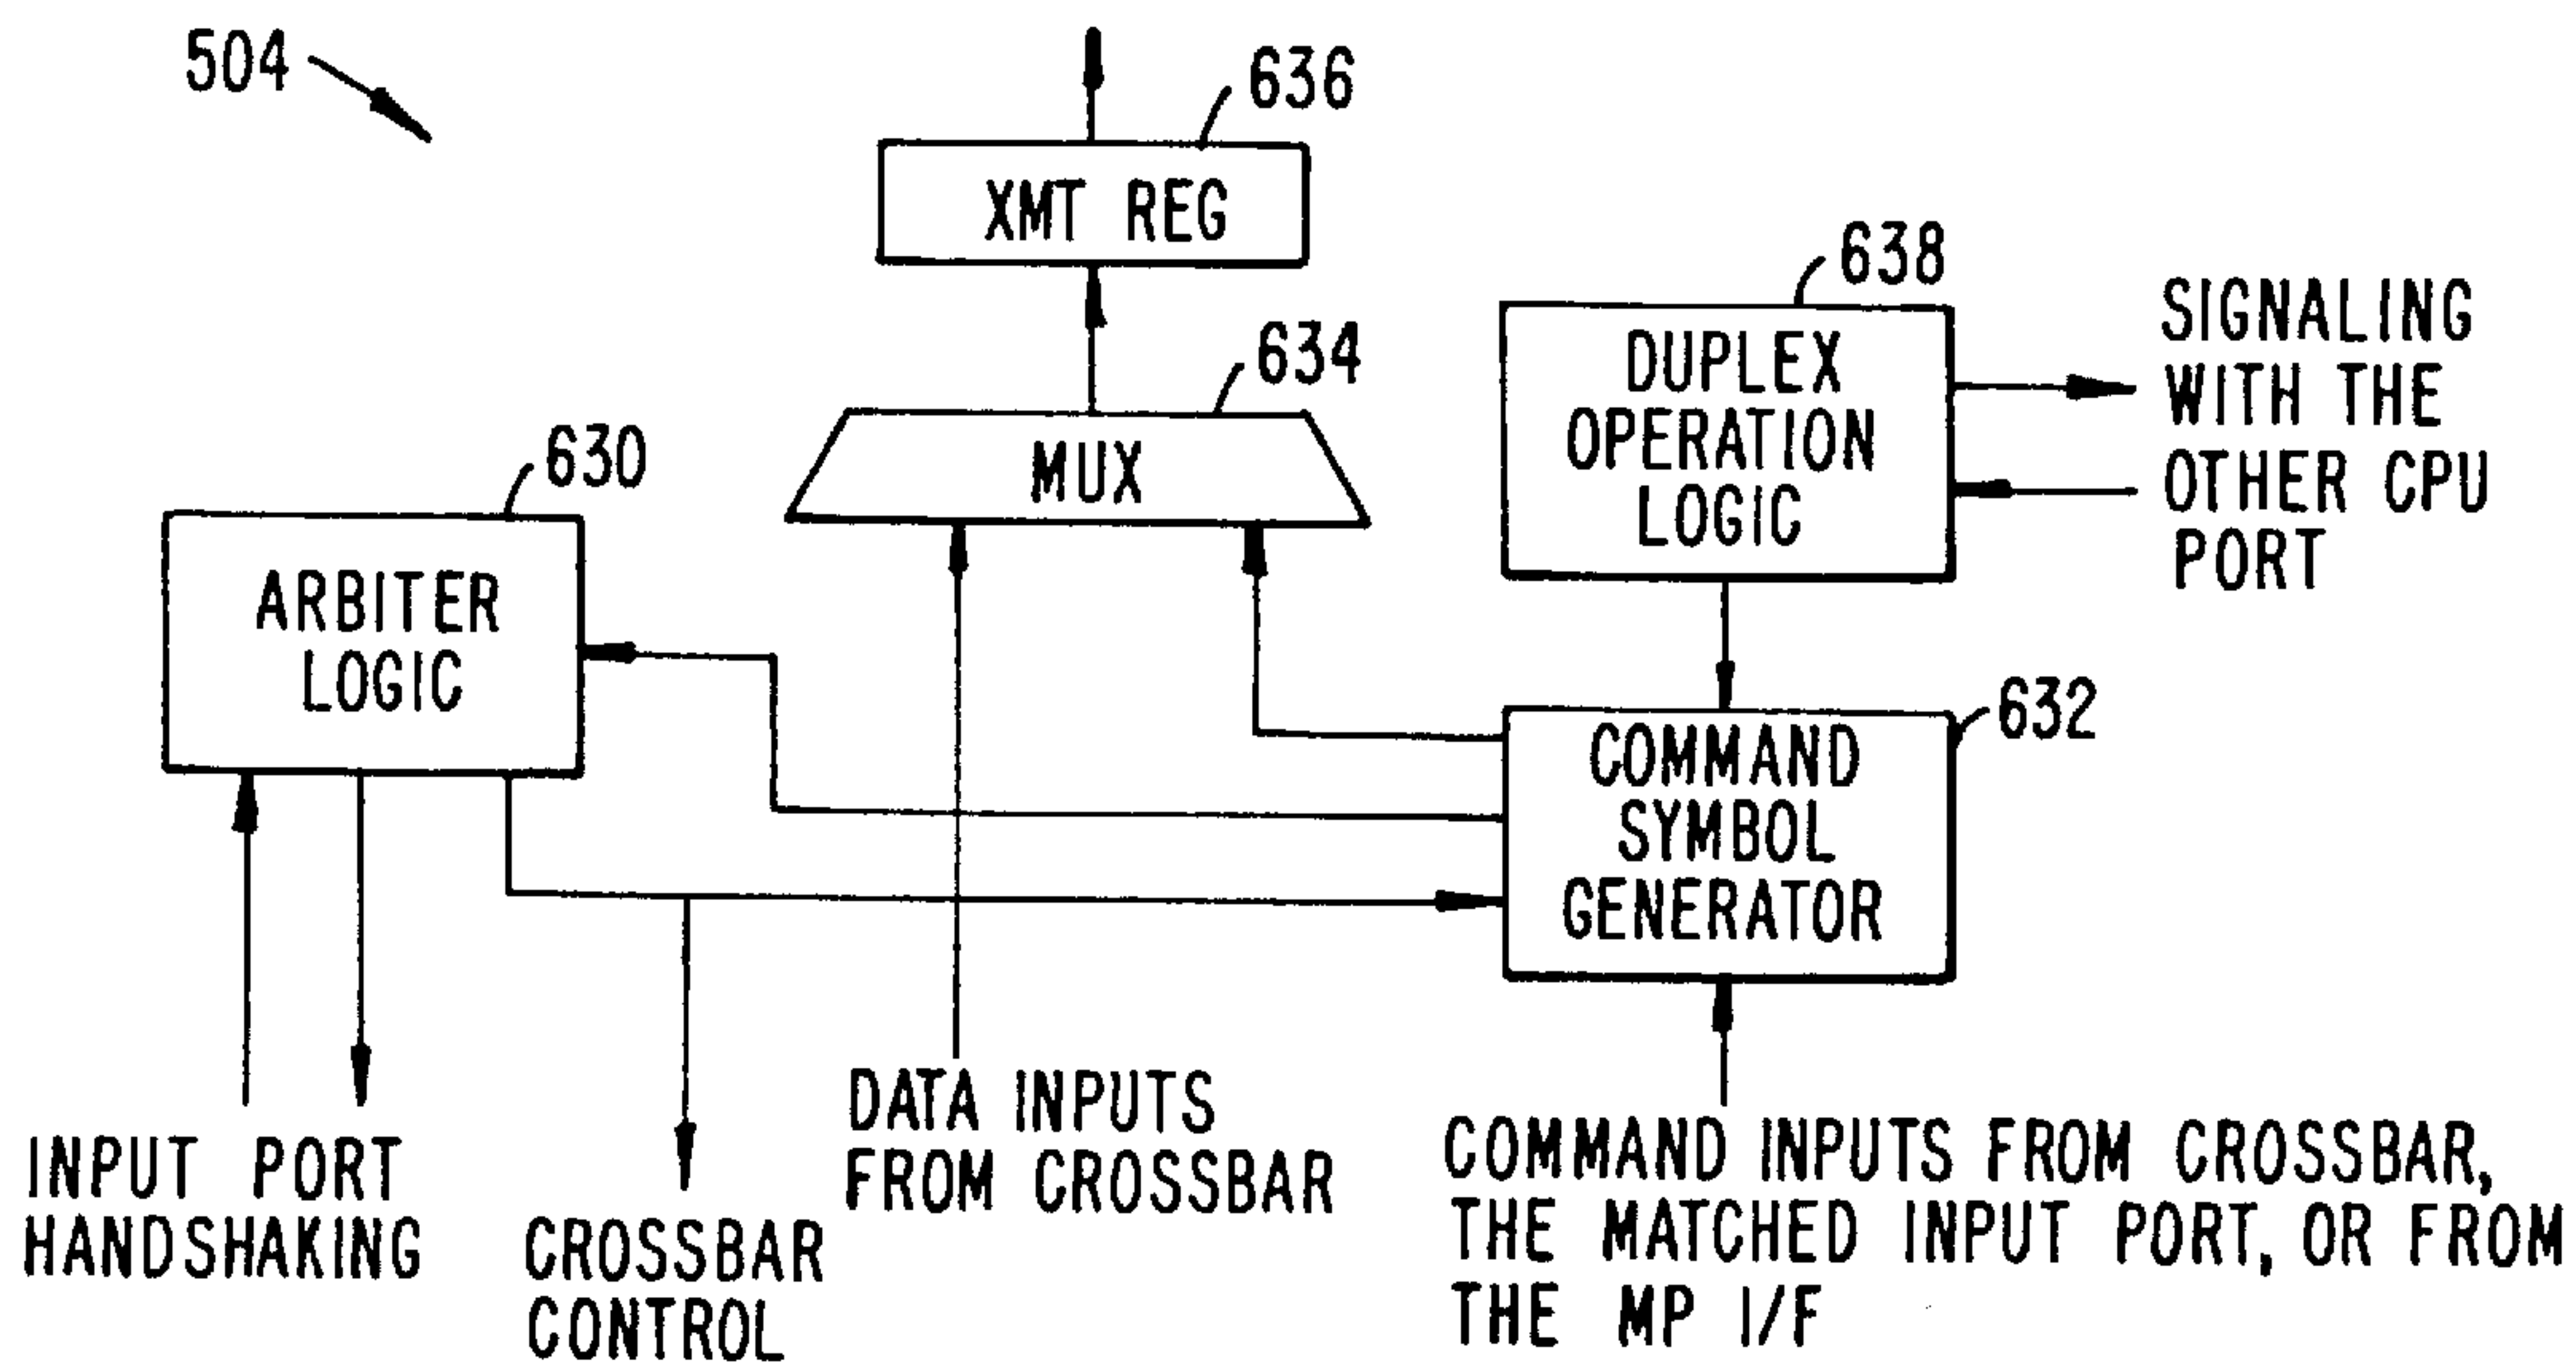 504
636
XMT REG
638
SIGNALING
WITH THE
OTHER CPU
PORT
DUPLEX
OPERATION
LOGIC
634
MUX
630
ARBITER
LOGIC
632
COMMAND
SYMBOL
GENERATOR
INPUT PORT
HANDSHAKING
CROSSBAR
CONTROL
DATA INPUTS
FROM CROSSBAR
COMMAND INPUTS FROM CROSSBAR,
THE MATCHED INPUT PORT, OR FROM
THE MP I/F